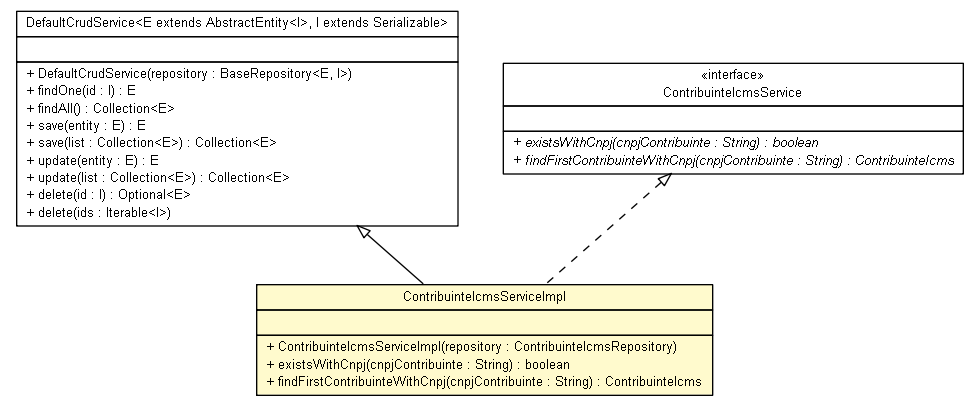 DefaultCrudService<E extends AbstractEntity<I>, I extends Serializable>
+ DefaultCrudService(repository : BaseRepository<E, I>)
+ findOne(id : I) : E
+ findAll() : Collection<E>
+ save(entity : E) : E
+ save(list : Collection<E>) : Collection<E>
+ update(entity : E) : E
+ update(list : Collection<E>) : Collection<E>
+ delete(id : I) : Optional<E>
+ delete(ids : Iterable<I>)
«interface»
ContribuinteIcmsService
+ existsWithCnpj(cnpjContribuinte : String) : boolean
+ findFirstContribuinteWithCnpj(cnpjContribuinte : String) : ContribuinteIcms
ContribuinteIcmsServiceImpl
+ ContribuinteIcmsServiceImpl(repository : ContribuinteIcmsRepository)
+ existsWithCnpj(cnpjContribuinte : String) : boolean
+ findFirstContribuinteWithCnpj(cnpjContribuinte : String) : ContribuinteIcms